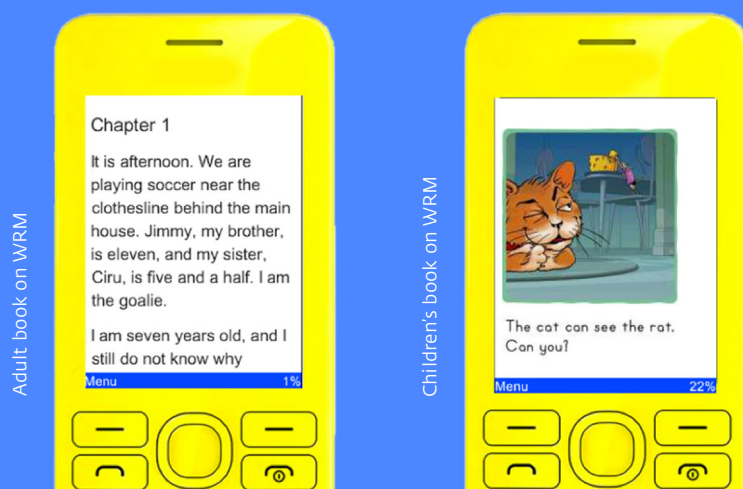 Adult book on WRM
Chapter 1
It is afternoon. We are
playing soccer near the
clothesline behind the main
house. Jimmy, my brother,
is eleven, and my sister,
Ciru, is five and a half. I am
the goalie.
I am seven years old, and I
still do not know why
Menu 1%
Children's book on WRM
The cat can see the rat.
Can you?
Menu 22%